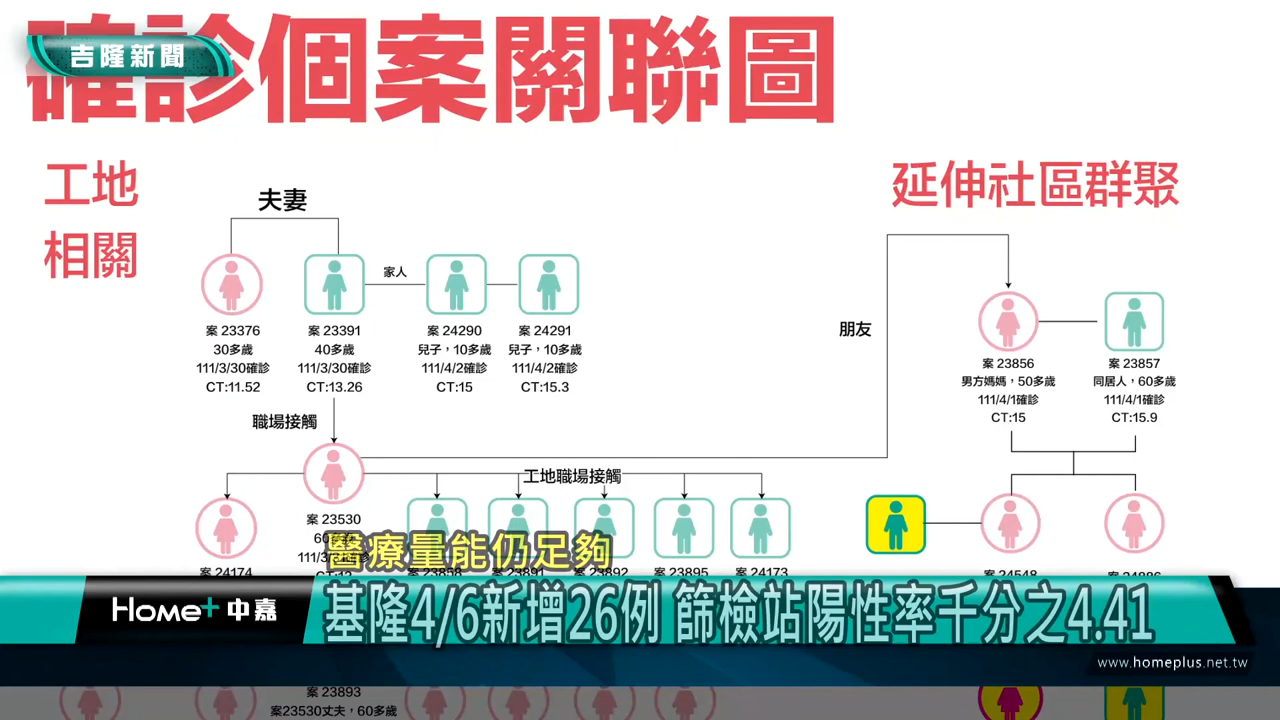 確診個案關聯圖
吉隆新聞
工地
相關
延伸社區群聚
夫妻
家人
朋友
案 23376
30多歲
111/3/30確診
CT:11.52
案 23391
40多歲
111/3/30確診
CT:13.26
案 24290
兒子,10多歲
111/4/2確診
CT:15
案 24291
兒子,10多歲
111/4/2確診
CT:15.3
案 23856
男方媽媽,50多歲
111/4/1確診
CT:15
案 23857
同居人,60多歲
111/4/1確診
CT:15.9
職場接觸
工地職場接觸
案 23530
案 24174
案 23895
案 24173
醫療量能仍足夠
Home+中嘉
基隆4/6新增26例 篩檢站陽性率千分之4.41
www.homeplus.net.tw
案 23893
案23530丈夫,60多歲